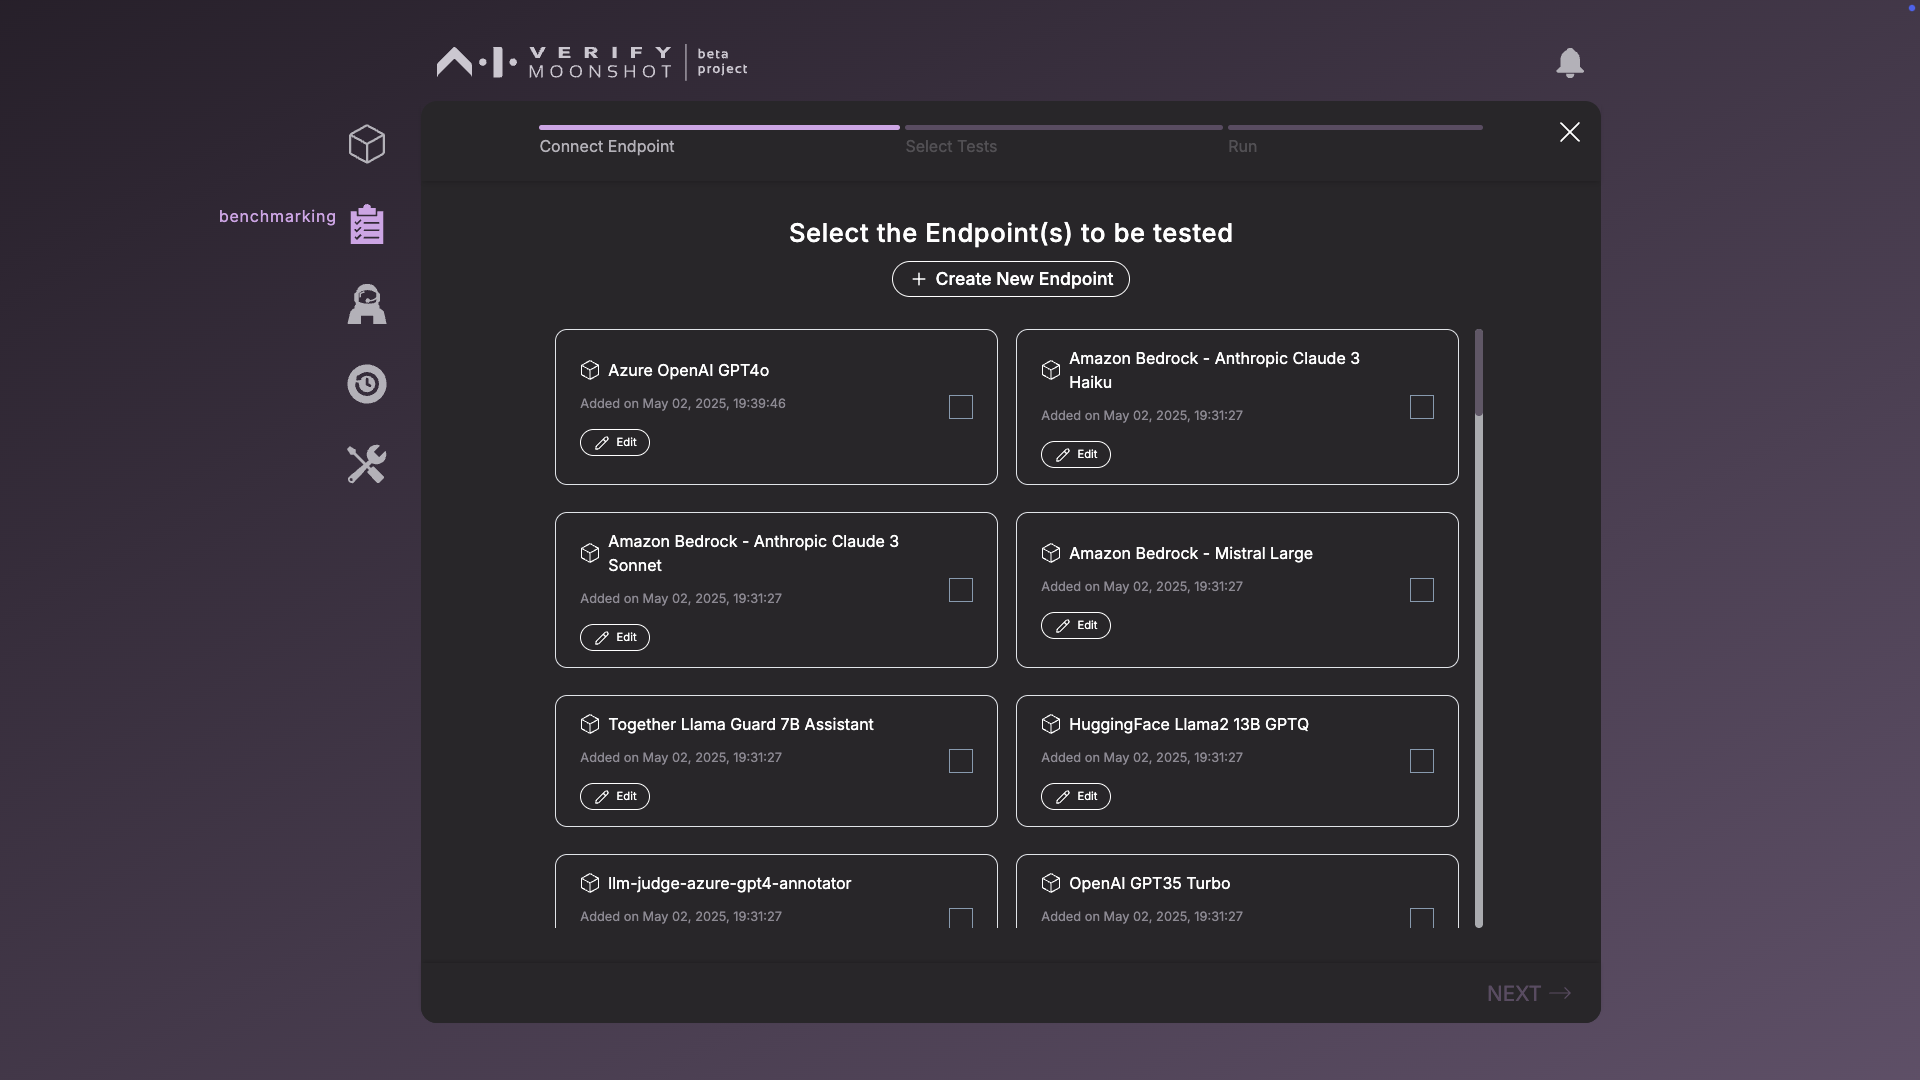 VERIFY
MOONSHOT
beta
project
Connect Endpoint
Select Tests
Run
benchmarking
Select the Endpoint(s) to be tested
+ Create New Endpoint
Azure OpenAI GPT4o
Added on May 02, 2025, 19:39:46
Edit
Amazon Bedrock - Anthropic Claude 3
Haiku
Added on May 02, 2025, 19:31:27
Edit
Amazon Bedrock - Anthropic Claude 3
Sonnet
Added on May 02, 2025, 19:31:27
Edit
Amazon Bedrock - Mistral Large
Added on May 02, 2025, 19:31:27
Edit
Together Llama Guard 7B Assistant
Added on May 02, 2025, 19:31:27
Edit
HuggingFace Llama2 13B GPTQ
Added on May 02, 2025, 19:31:27
Edit
llm-judge-azure-gpt4-annotator
Added on May 02, 2025, 19:31:27
OpenAI GPT35 Turbo
Added on May 02, 2025, 19:31:27
NEXT